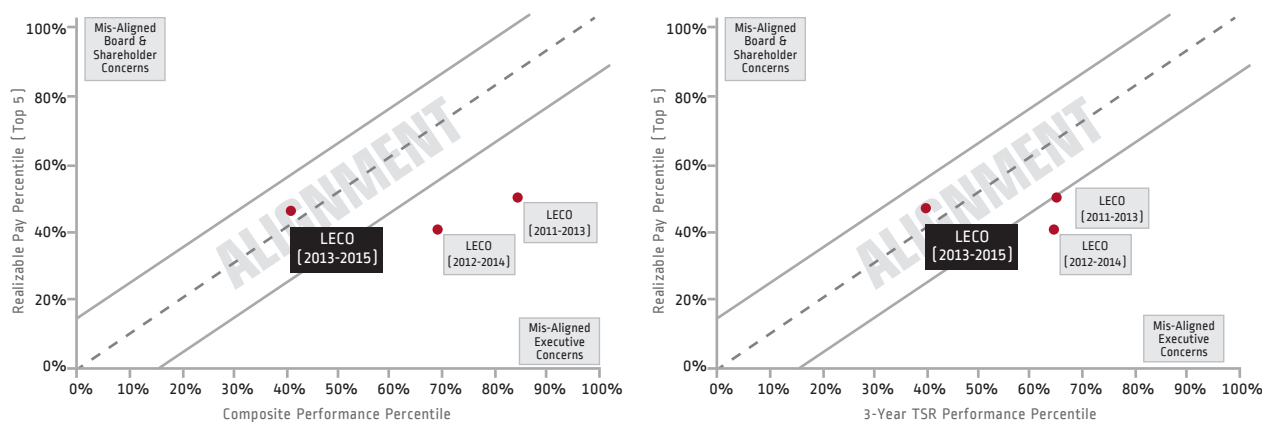 100%
80%
60%
40%
20%
0%
Realizable Pay Percentile [Top 5]
Mis-Aligned
Board &
Shareholder
Concerns
ALIGNMENT
LECO
[2013-2015]
LECO
[2012-2014]
LECO
[2011-2013]
Mis-Aligned
Executive
Concerns
0% 10% 20% 30% 40% 50% 60% 70% 80% 90% 100%
Composite Performance Percentile
100%
80%
60%
40%
20%
0%
Realizable Pay Percentile [Top 5]
Mis-Aligned
Board &
Shareholder
Concerns
ALIGNMENT
LECO
[2013-2015]
LECO
[2011-2013]
LECO
[2012-2014]
Mis-Aligned
Executive
Concerns
0% 10% 20% 30% 40% 50% 60% 70% 80% 90% 100%
3-Year TSR Performance Percentile